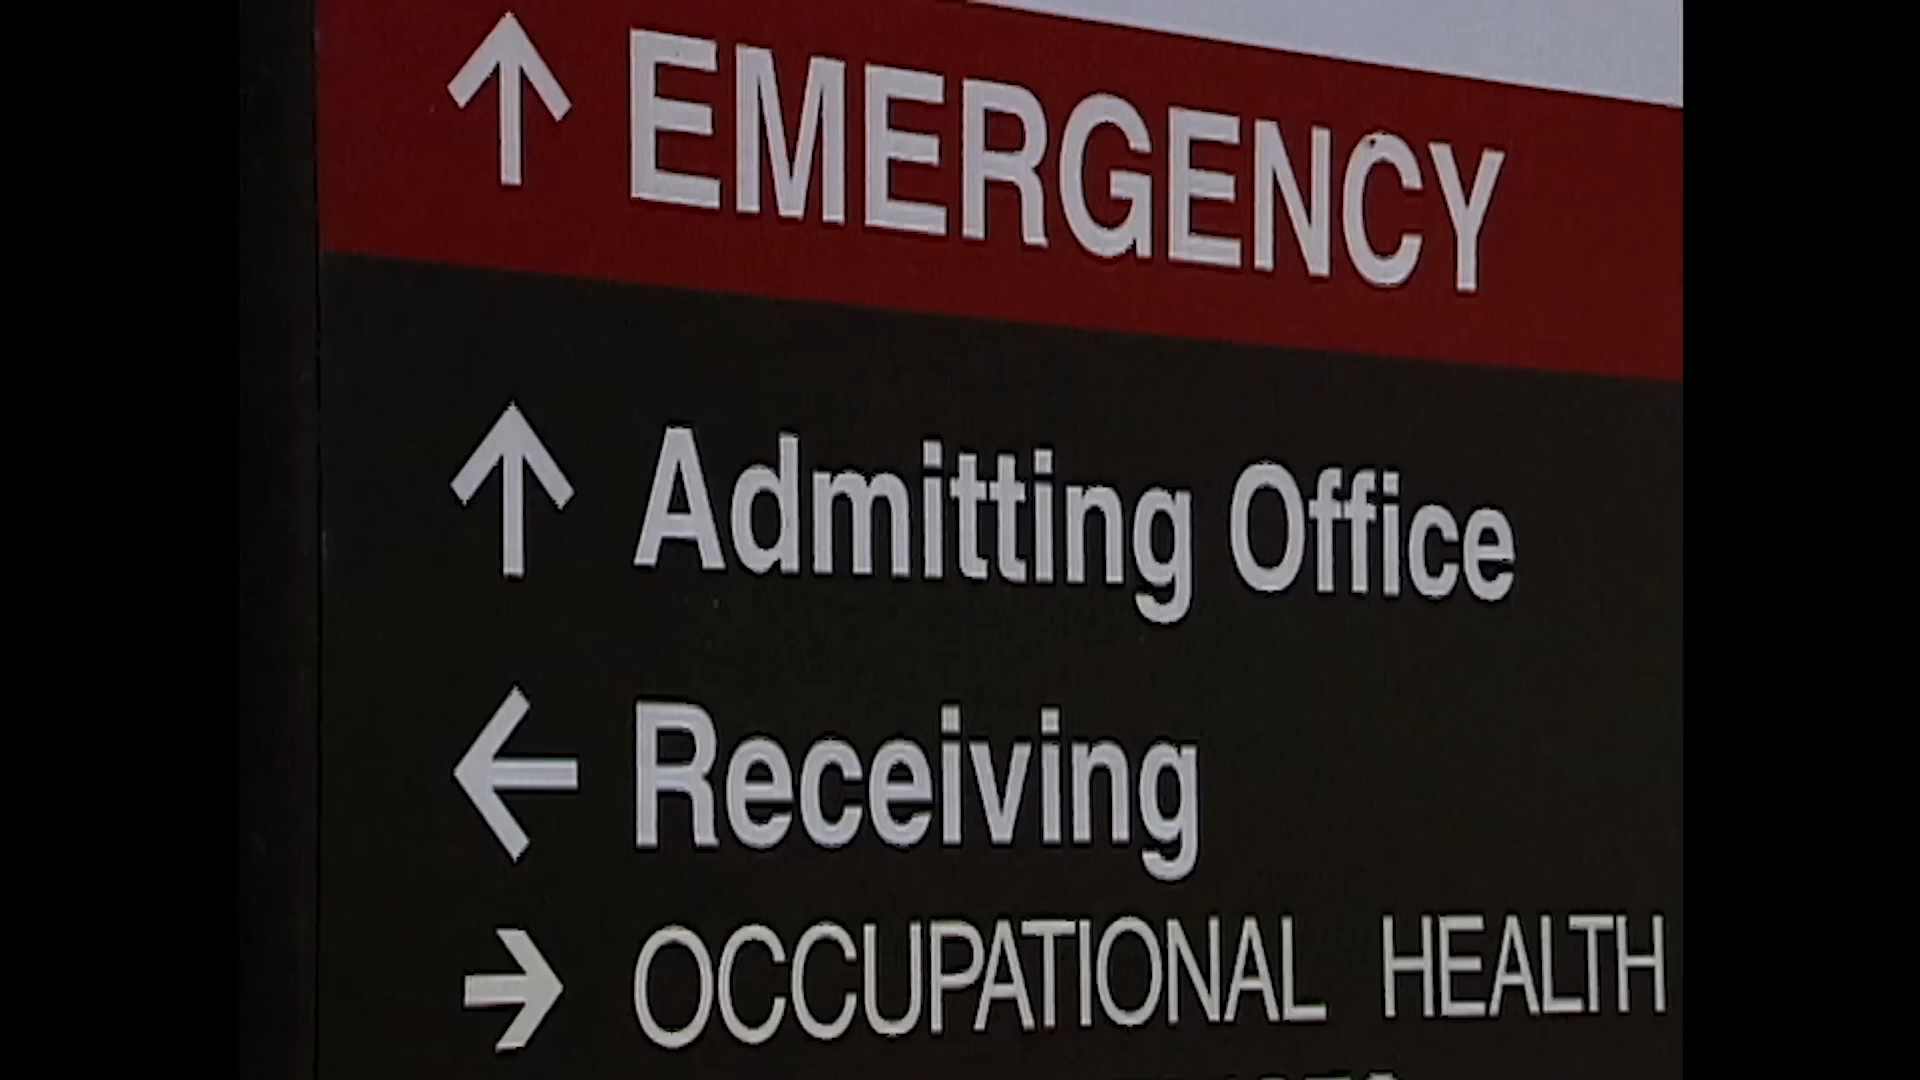 ↑ EMERGENCY
↑ Admitting Office
← Receiving
→ OCCUPATIONAL HEALTH